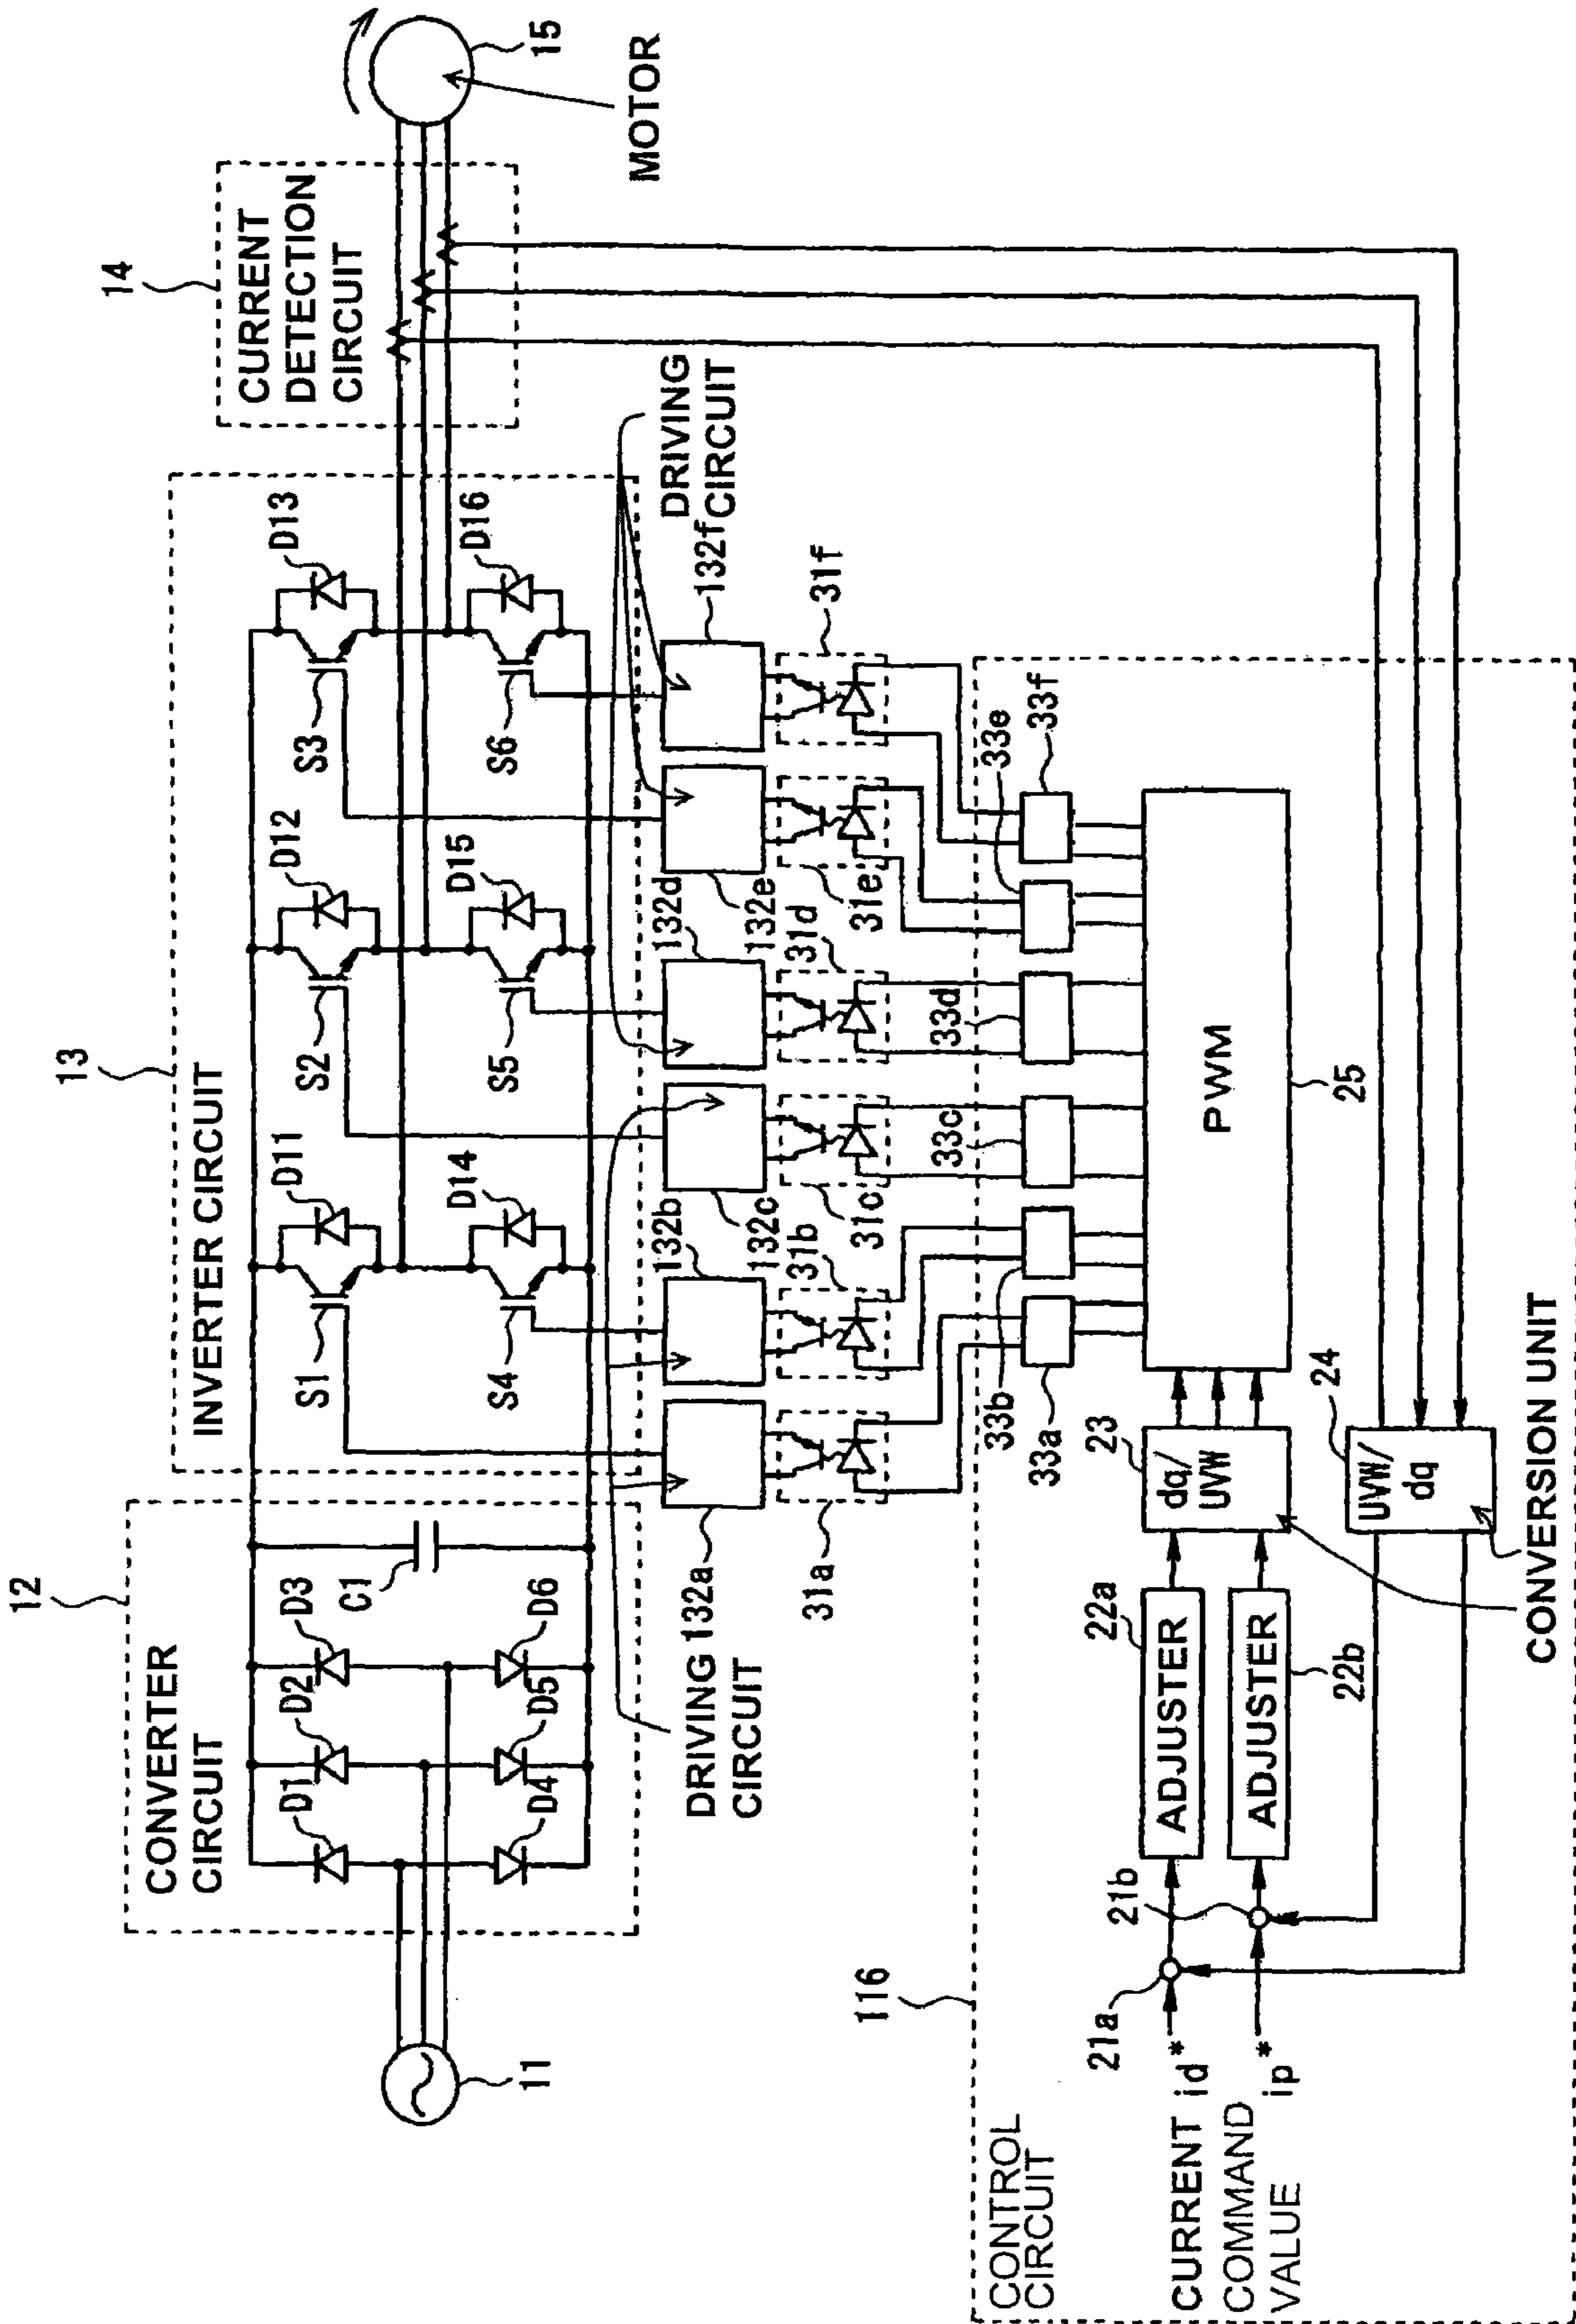 12
CONVERTER
CIRCUIT
D1
D2
D3
D4
D5
D6
C1
11
13
INVERTER CIRCUIT
S1
D11
S2
D12
S3
D13
S4
D14
S5
D15
S6
D16
14
CURRENT
DETECTION
CIRCUIT
15
MOTOR
DRIVING
CIRCUIT
132a
132b
132c
132d
132e
132f
DRIVING
CIRCUIT
31a
31b
31c
31d
31e
31f
116
CONTROL
CIRCUIT
33a
33b
33c
33d
33e
33f
PWM
25
CURRENT
COMMAND
VALUE
id*
ip*
21a
21b
22a
ADJUSTER
ADJUSTER
22b
23
dq/
UVW
24
UVW/
dq
CONVERSION UNIT